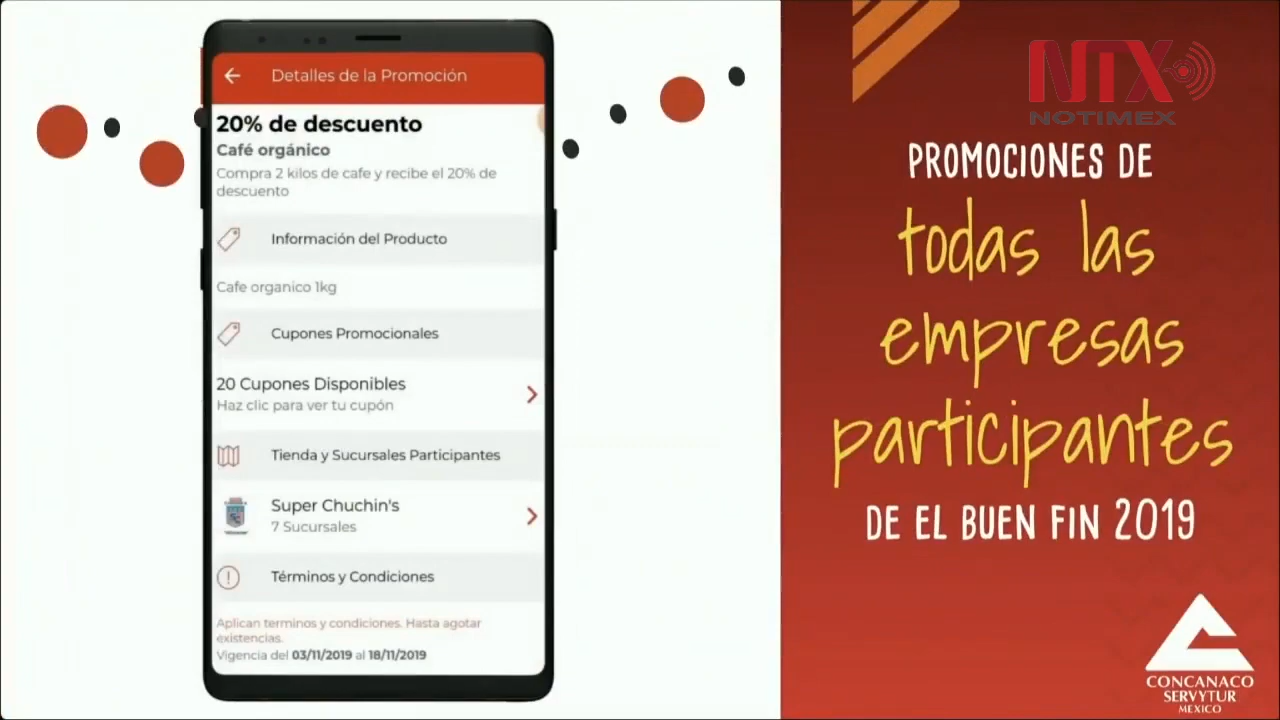 Detalles de la Promoción
20% de descuento
Café orgánico
Compra 2 kilos de cafe y recibe el 20% de
descuento
Información del Producto
Cafe organico 1kg
Cupones Promocionales
20 Cupones Disponibles
Haz clic para ver tu cupón
Tienda y Sucursales Participantes
Super Chuchin's
7 Sucursales
Términos y Condiciones
Aplican terminos y condiciones. Hasta agotar
existencias.
Vigencia del 03/11/2019 al 18/11/2019
NTX
NOTIMEX
PROMOCIONES DE
todas las
empresas
participantes
DE EL BUEN FIN 2019
CONCANACO
SERVYTUR
MEXICO